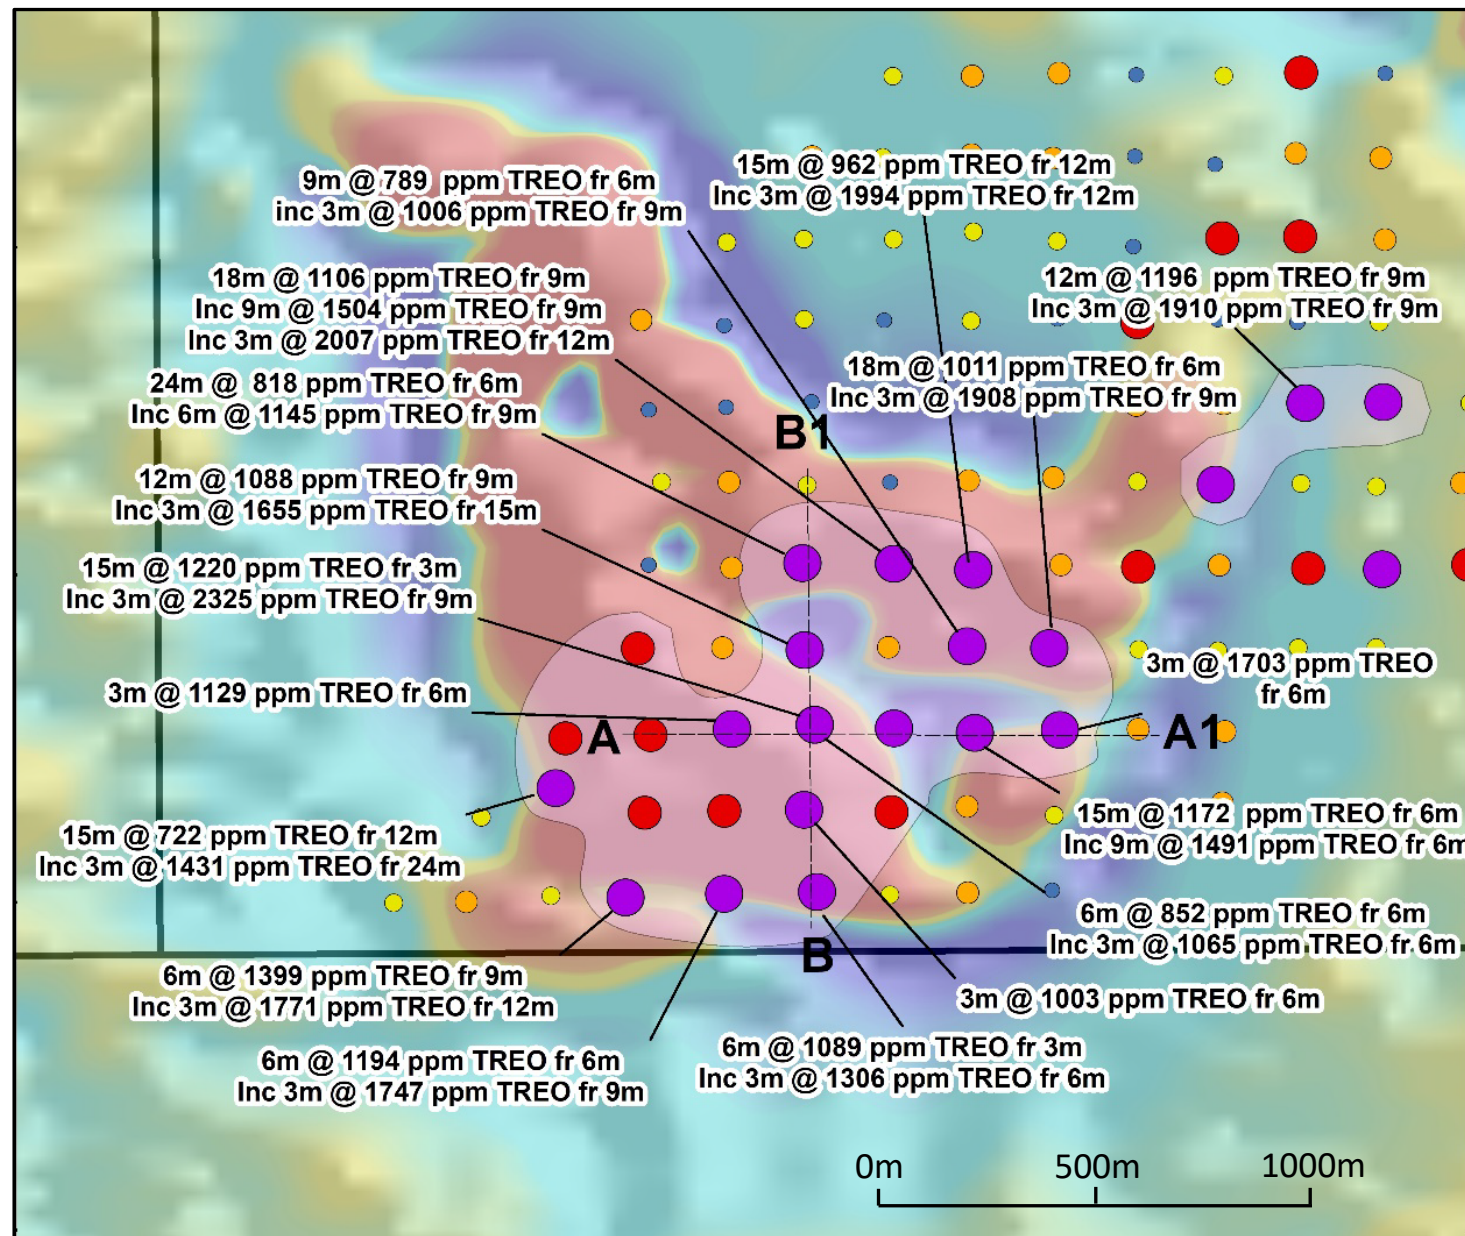 15m @ 962 ppm TREO fr 12m
Inc 3m @ 1994 ppm TREO fr 12m
9m @ 789 ppm TREO fr 6m
inc 3m @ 1006 ppm TREO fr 9m
18m @ 1106 ppm TREO fr 9m
Inc 9m @ 1504 ppm TREO fr 9m
Inc 3m @ 2007 ppm TREO fr 12m
12m @ 1196 ppm TREO fr 9m
Inc 3m @ 1910 ppm TREO fr 9m
18m @ 1011 ppm TREO fr 6m
Inc 3m @ 1908 ppm TREO fr 9m
24m @ 818 ppm TREO fr 6m
Inc 6m @ 1145 ppm TREO fr 9m
B1
12m @ 1088 ppm TREO fr 9m
Inc 3m @ 1655 ppm TREO fr 15m
15m @ 1220 ppm TREO fr 3m
Inc 3m @ 2325 ppm TREO fr 9m
3m @ 1129 ppm TREO fr 6m
3m @ 1703 ppm TREO
fr 6m
A
A1
15m @ 722 ppm TREO fr 12m
Inc 3m @ 1431 ppm TREO fr 24m
15m @ 1172 ppm TREO fr 6m
Inc 9m @ 1491 ppm TREO fr 6m
6m @ 852 ppm TREO fr 6m
Inc 3m @ 1065 ppm TREO fr 6m
B
6m @ 1399 ppm TREO fr 9m
Inc 3m @ 1771 ppm TREO fr 12m
3m @ 1003 ppm TREO fr 6m
6m @ 1194 ppm TREO fr 6m
Inc 3m @ 1747 ppm TREO fr 9m
6m @ 1089 ppm TREO fr 3m
Inc 3m @ 1306 ppm TREO fr 6m
0m 500m 1000m